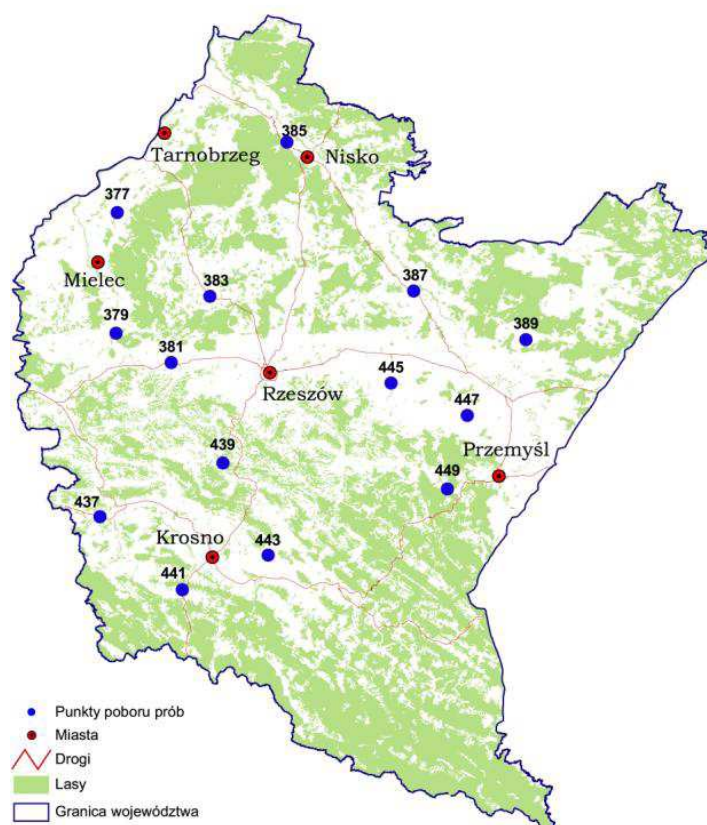 385
Tarnobrzeg
Nisko
377
Mielec
383
387
379
389
381
Rzeszów
445
447
439
Przemyśl
449
437
Krosno
443
441
Punkty poboru prób
Miasta
Drogi
Lasy
Granica województwa